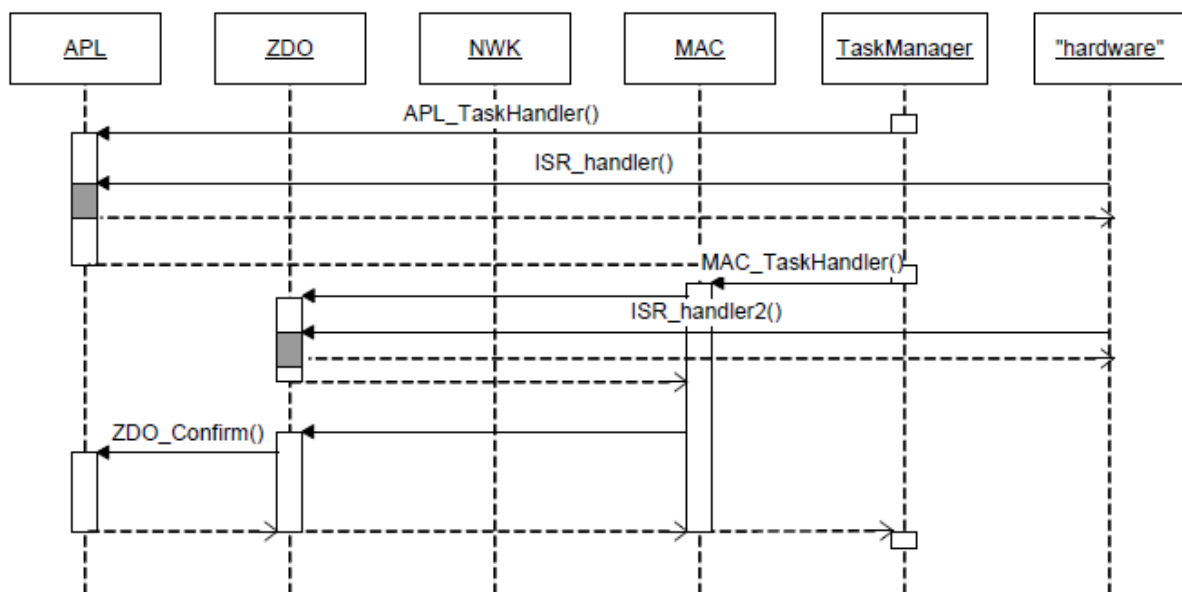 APL
ZDO
NWK
MAC
TaskManager
"hardware"
APL_TaskHandler()
ISR_handler()
MAC_TaskHandler()
ISR_handler2()
ZDO_Confirm()